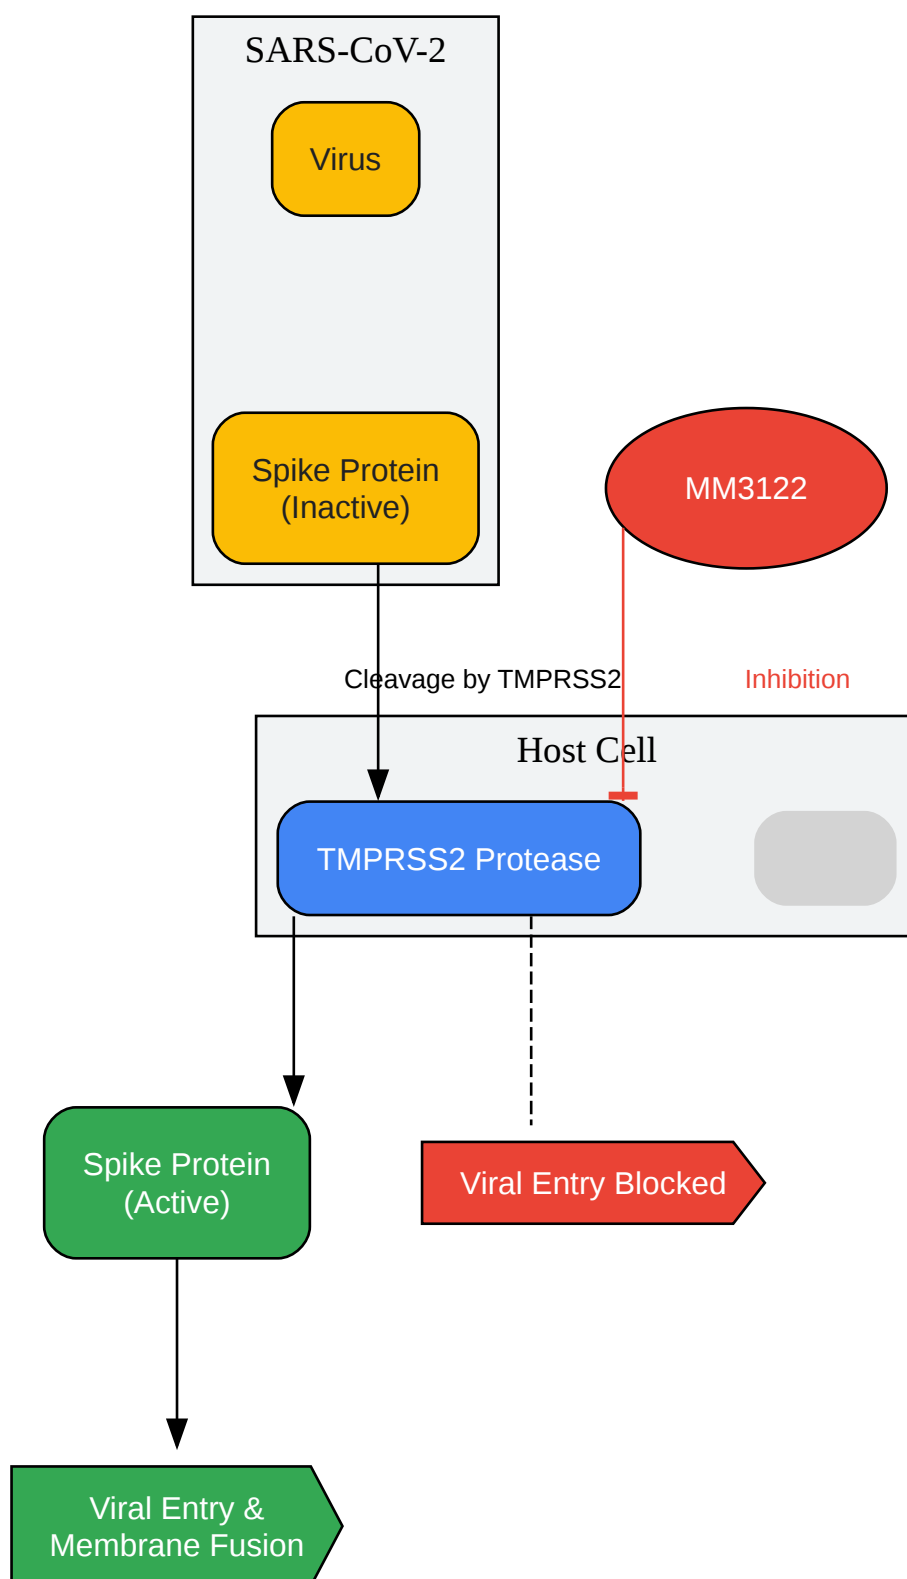 SARS-CoV-2
Virus
Spike Protein
(Inactive)
MM3122
Cleavage by TMPRSS2
Inhibition
Host Cell
TMPRSS2 Protease
Spike Protein
(Active)
Viral Entry Blocked
Viral Entry &
Membrane Fusion